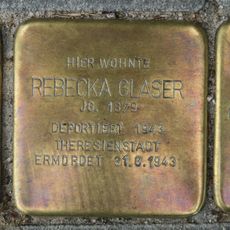 HIER WOHNTE
REBECKA GLASER
JG. 1879
DEPORTIERT 1943
THERESIENSTADT
ERMORDET 31.8.1943